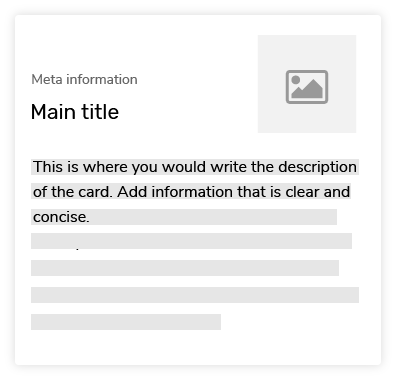 Meta information
Main title
This is where you would write the description
of the card. Add information that is clear and
concise.